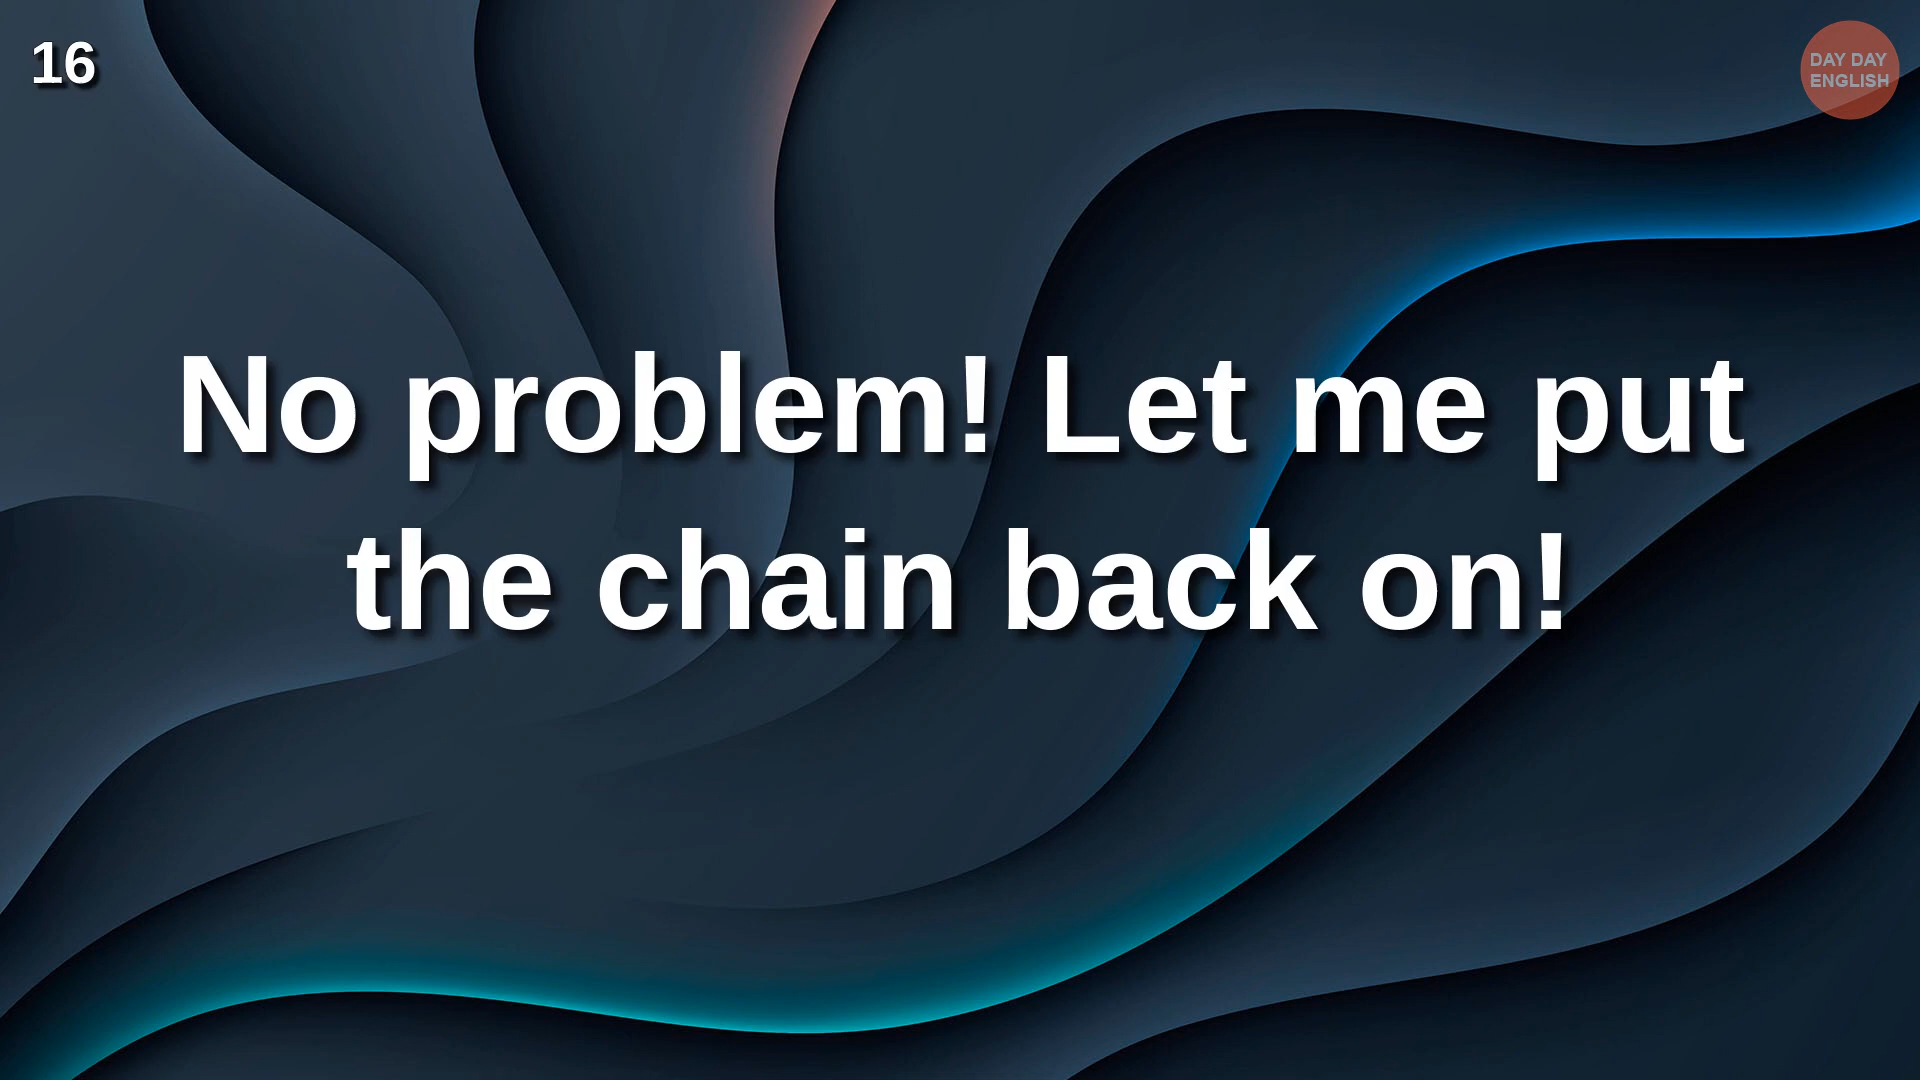 16
DAY DAY
ENGLISH
No problem! Let me put
the chain back on!